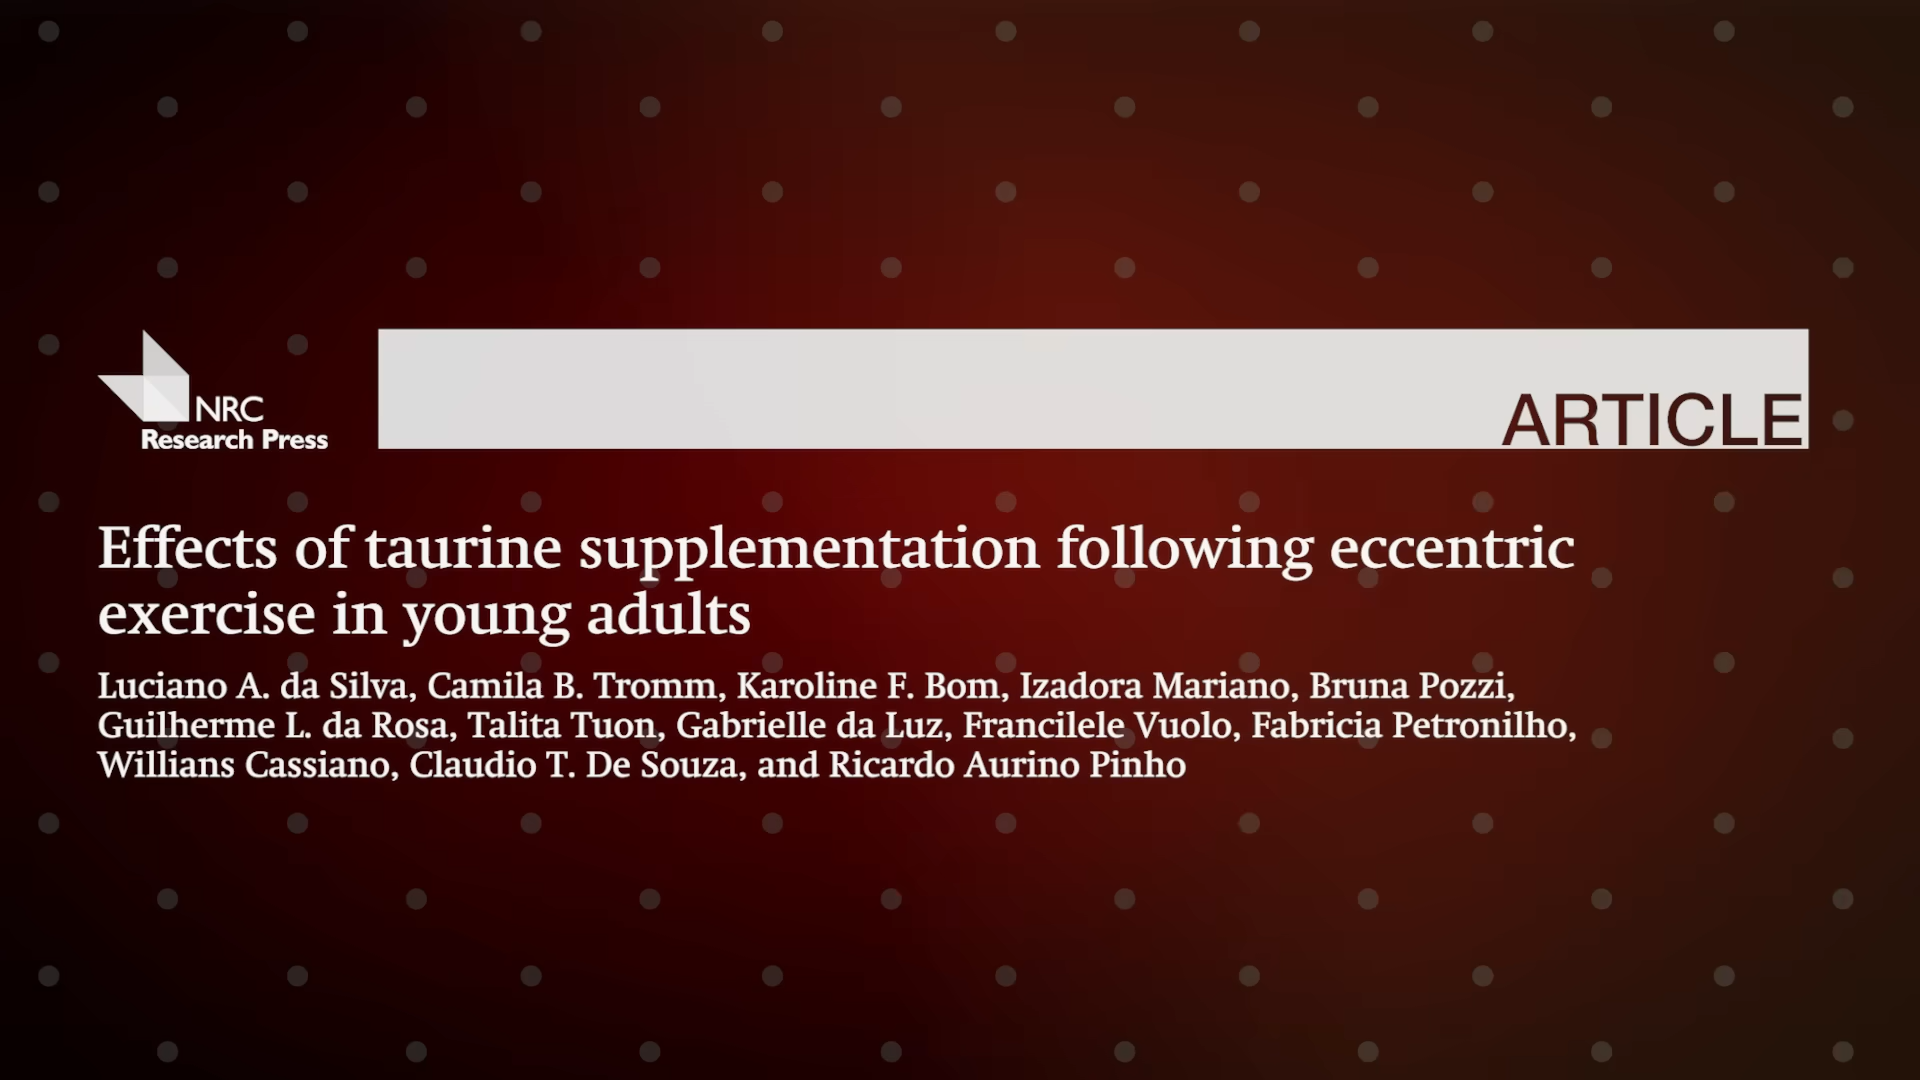 NRC
Research Press
ARTICLE
Effects of taurine supplementation following eccentric
exercise in young adults
Luciano A. da Silva, Camila B. Tromm, Karoline F. Bom, Izadora Mariano, Bruna Pozzi,
Guilherme L. da Rosa, Talita Tuon, Gabrielle da Luz, Francilele Vuolo, Fabricia Petronilho,
Willians Cassiano, Claudio T. De Souza, and Ricardo Aurino Pinho